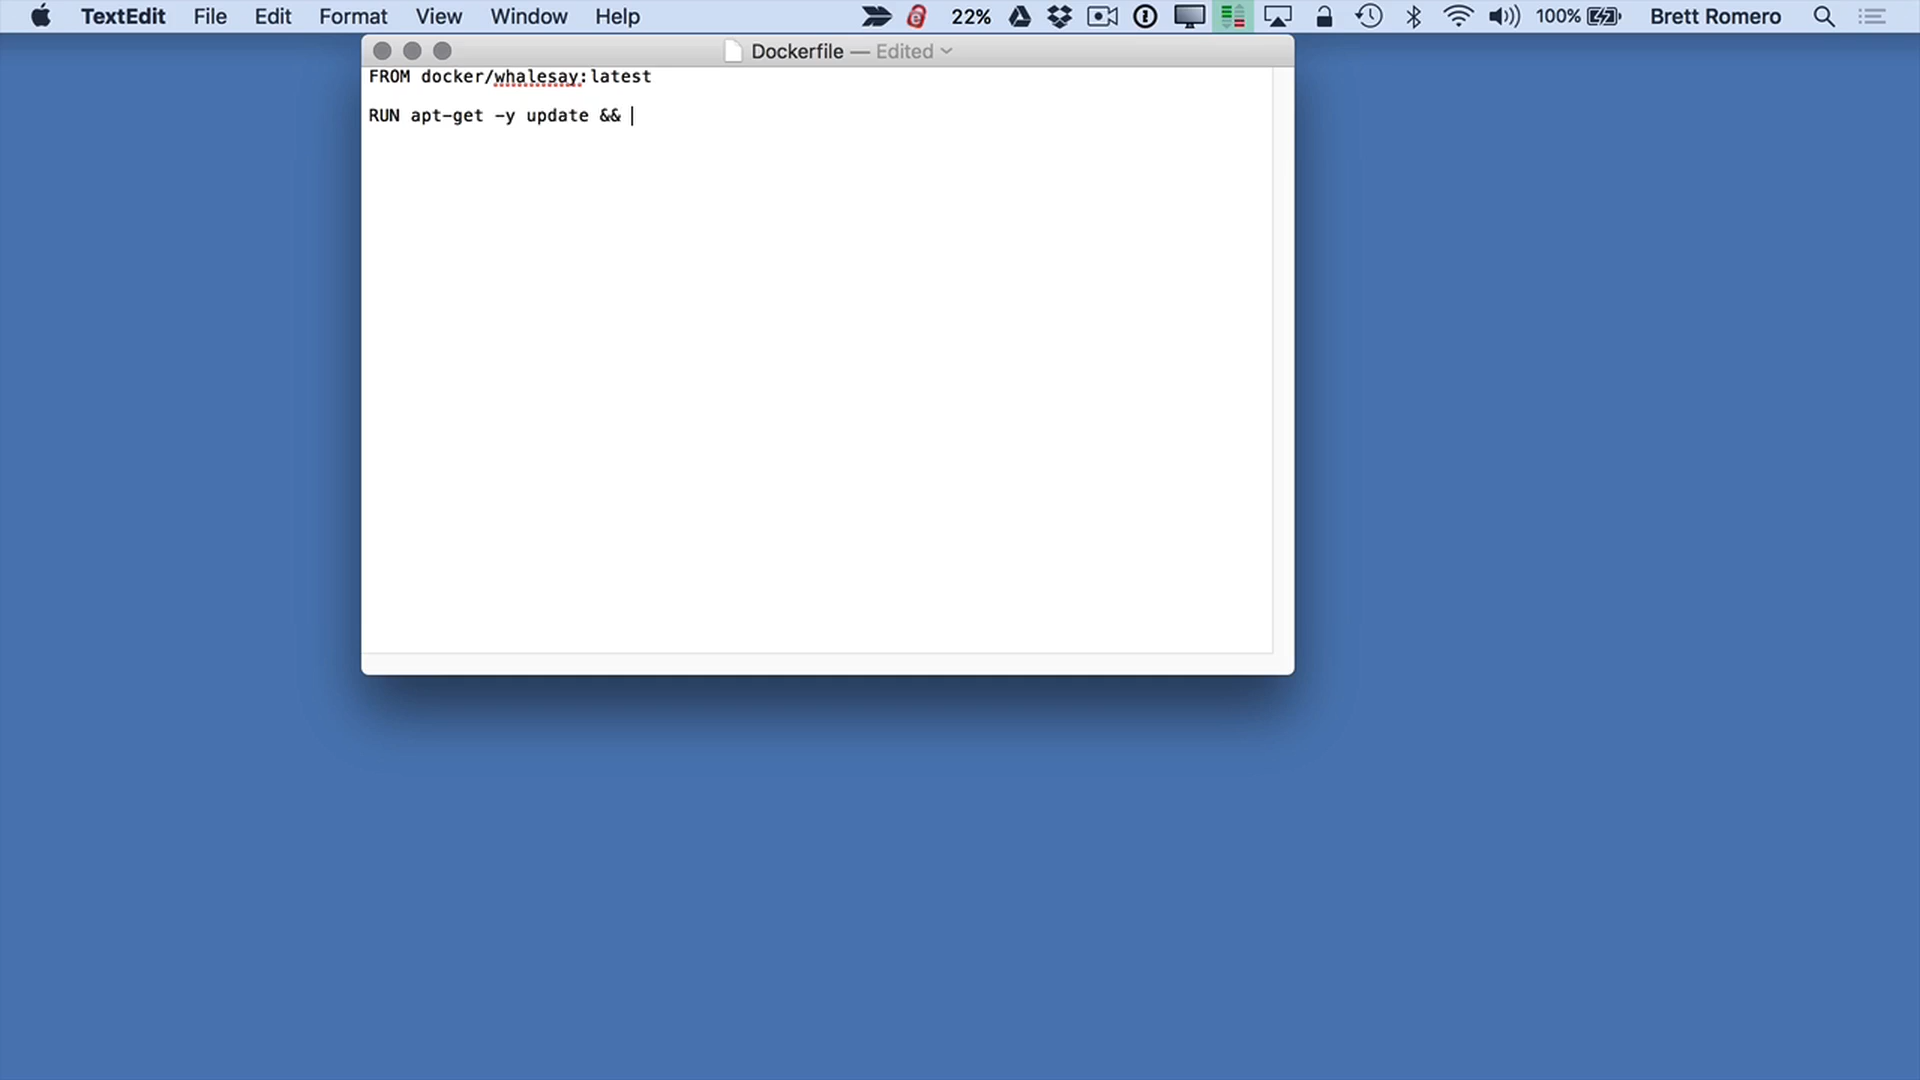 TextEdit File Edit Format View Window Help 22% 100% Brett Romero
Dockerfile — Edited
FROM docker/whalesay:latest
RUN apt-get -y update &&